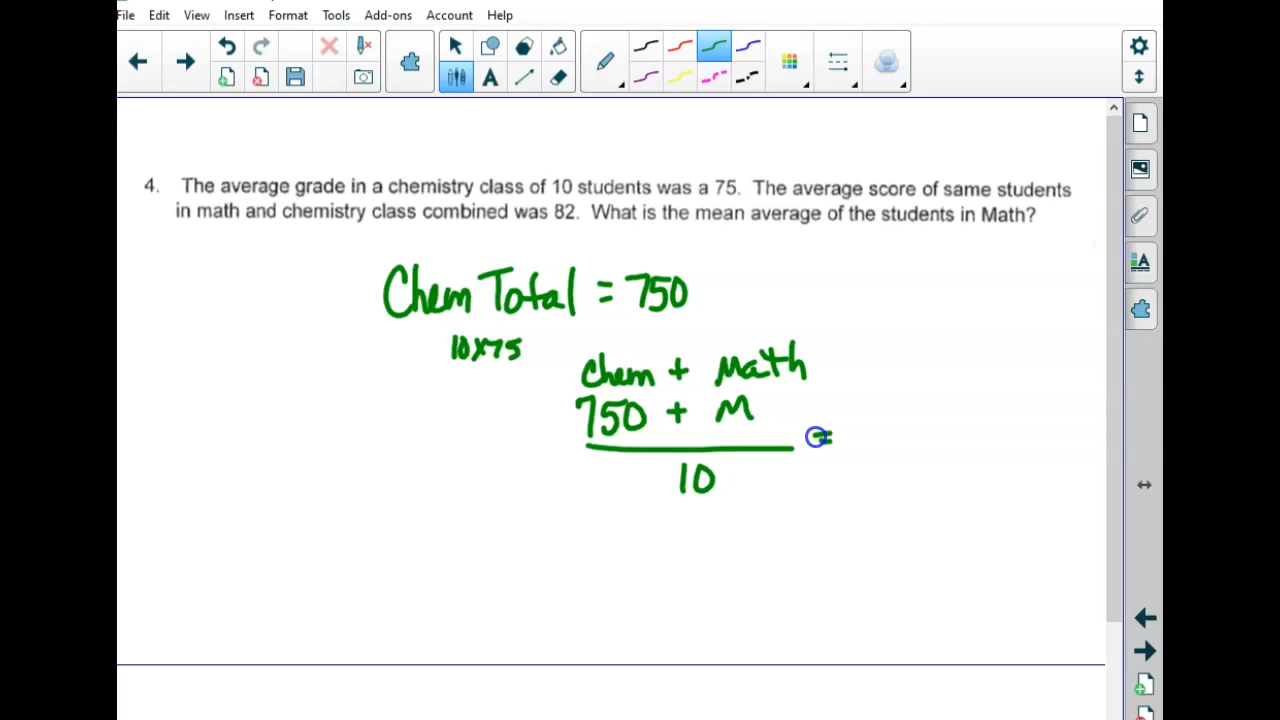 File Edit View Insert Format Tools Add-ons Account Help
A
A
4. The average grade in a chemistry class of 10 students was a 75. The average score of same students
in math and chemistry class combined was 82. What is the mean average of the students in Math?
Chem Total = 750
10x75
Chem + Math
750 + M
=
10